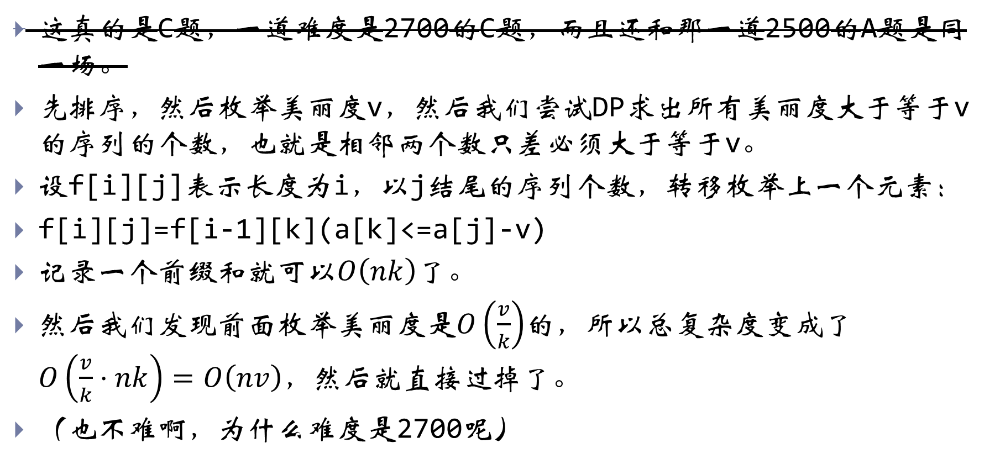 这真的是C题，一道难度是2700的C题，而且还和那一道2500的A题是同
一场。
先排序，然后枚举美丽度v，然后我们尝试DP求出所有美丽度大于等于v
的序列的个数，也就是相邻两个数只差必须大于等于v。
设f[i][j]表示长度为i，以j结尾的序列个数，转移枚举上一个元素：
f[i][j]=f[i-1][k](a[k]<=a[j]-v)
记录一个前缀和就可以O(nk)了。
然后我们发现前面枚举美丽度是O(v/k)的，所以总复杂度变成了
O(v/k · nk) = O(nv)，然后就直接过掉了。
（也不难啊，为什么难度是2700呢）